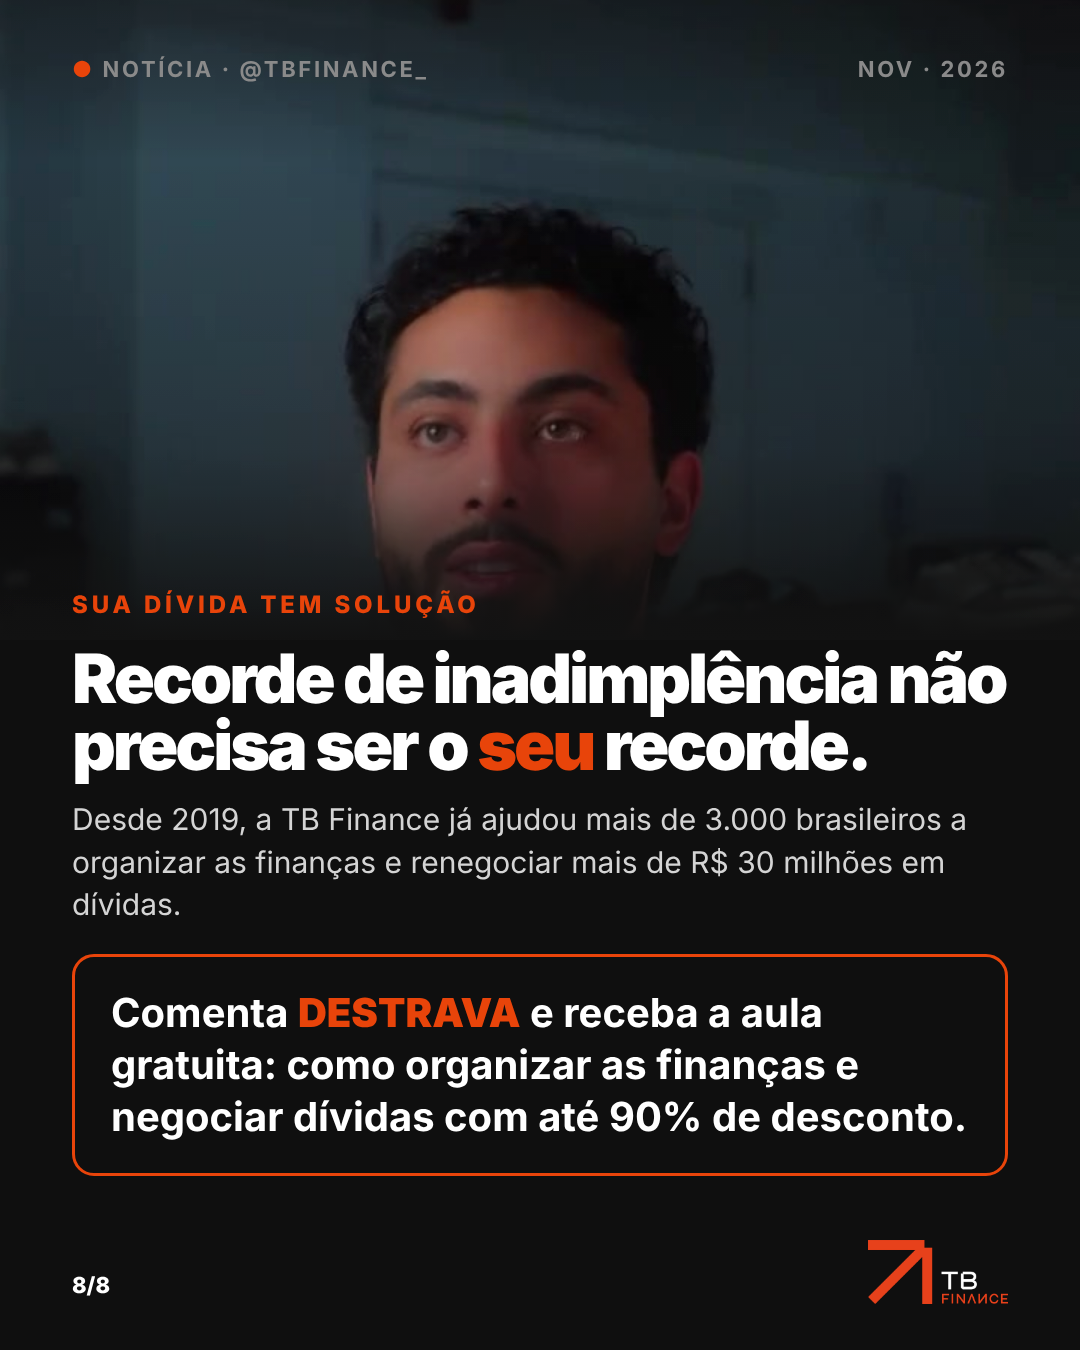 NOTÍCIA · @TBFINANCE_
NOV · 2026
SUA DÍVIDA TEM SOLUÇÃO
Recorde de inadimplência não
precisa ser o seu recorde.
Desde 2019, a TB Finance já ajudou mais de 3.000 brasileiros a
organizar as finanças e renegociar mais de R$ 30 milhões em
dívidas.
Comenta DESTRAVA e receba a aula
gratuita: como organizar as finanças e
negociar dívidas com até 90% de desconto.
8/8
TB
FINANCE